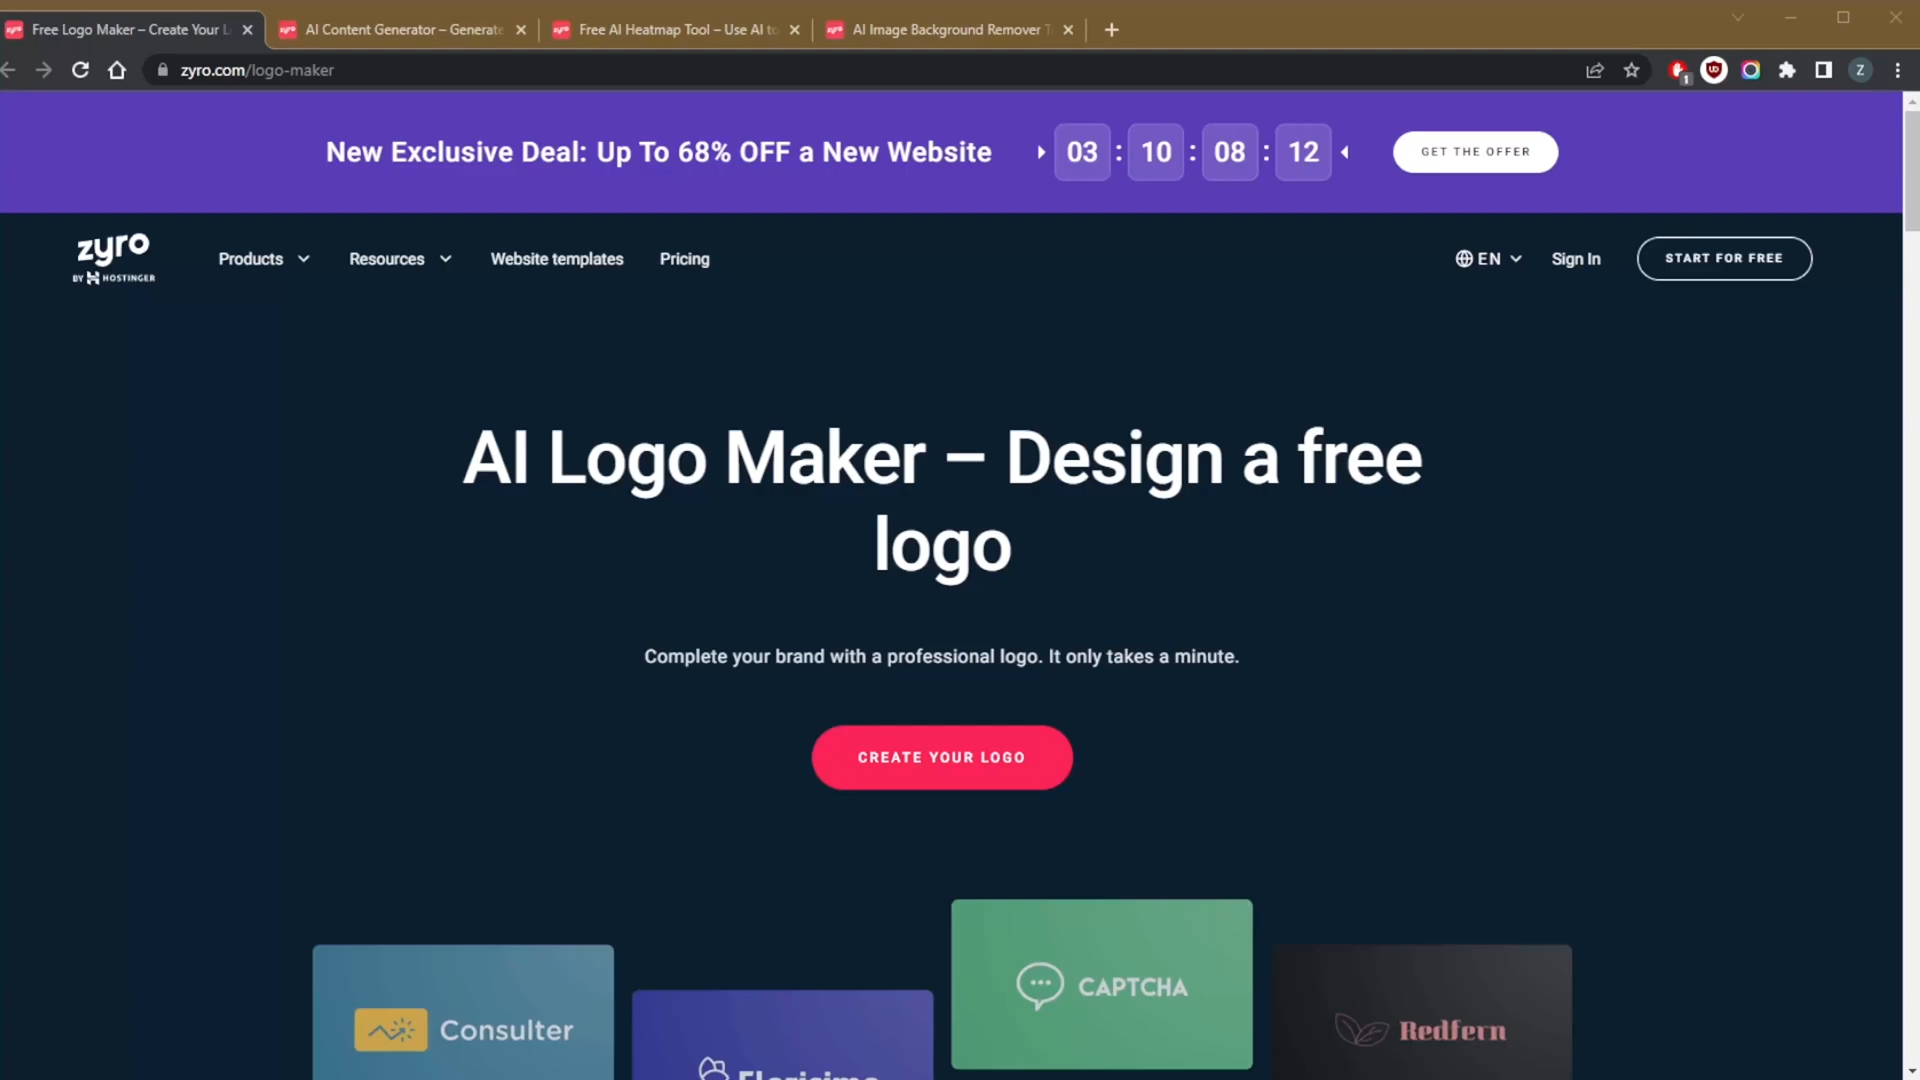 Free Logo Maker – Create Your L
AI Content Generator – Generate
Free AI Heatmap Tool – Use AI to
AI Image Background Remover T
zyro.com/logo-maker
1
Z
New Exclusive Deal: Up To 68% OFF a New Website
03 : 10 : 08 : 12
GET THE OFFER
zyro
BY HOSTINGER
Products
Resources
Website templates
Pricing
EN
Sign In
START FOR FREE
AI Logo Maker – Design a free
logo
Complete your brand with a professional logo. It only takes a minute.
CREATE YOUR LOGO
CAPTCHA
Consulter
Redfern